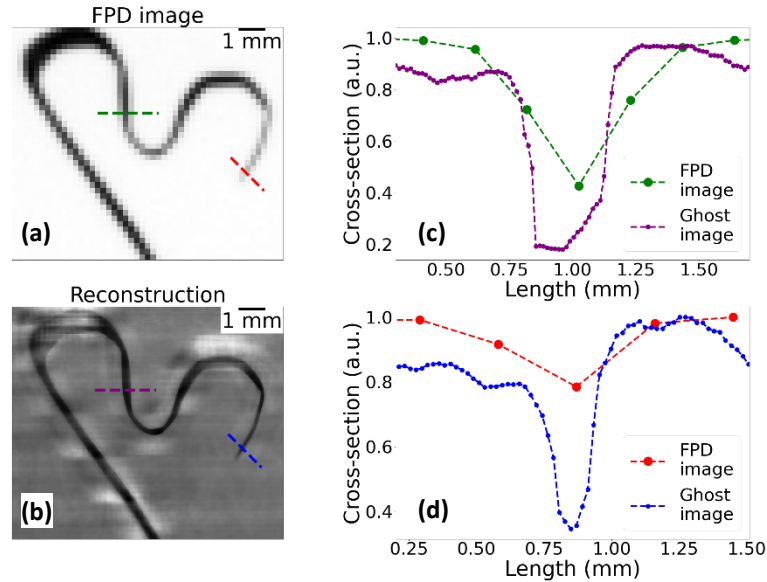 FPD image
1 mm
(a)
Reconstruction
1 mm
(b)
Cross-section (a.u.)
1.0
0.8
0.6
0.4
0.2
FPD
image
Ghost
image
(c)
0.50 0.75 1.00 1.25 1.50
Length (mm)
Cross-section (a.u.)
1.0
0.8
0.6
0.4
FPD
image
Ghost
image
(d)
0.25 0.50 0.75 1.00 1.25 1.50
Length (mm)